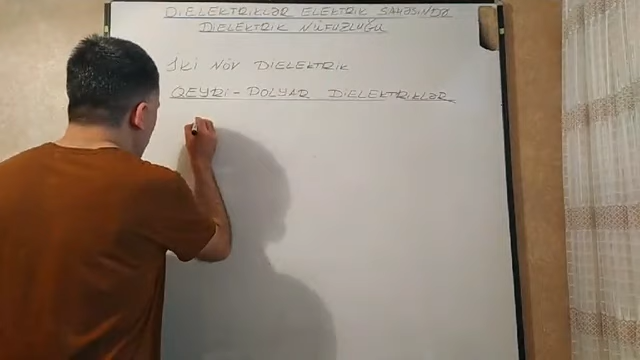 DİELEKTRİKLƏR ELEKTRİK SAHƏSİNDƏ
DİELEKTRİK NÜFUZLUĞU
İKİ NÖV DİELEKTRİK
QEYRİ-POLYAR DİELEKTRİKLƏR